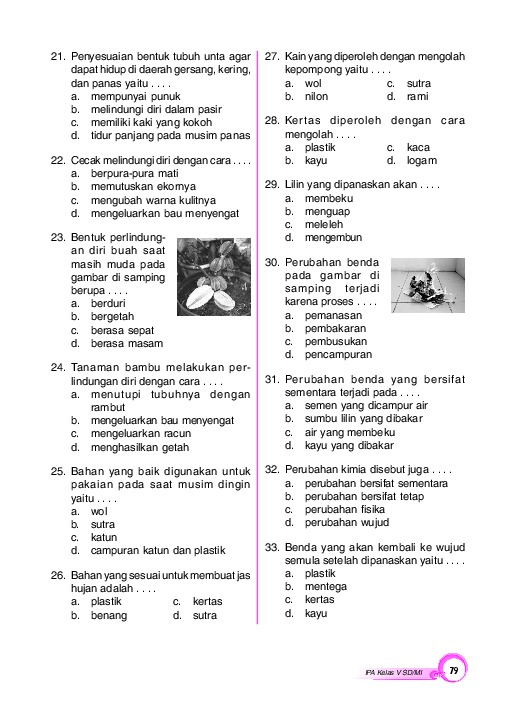 21. Penyesuaian bentuk tubuh unta agar
dapat hidup di daerah gersang, kering,
dan panas yaitu . . . .
a. mempunyai punuk
b. melindungi diri dalam pasir
c. memiliki kaki yang kokoh
d. tidur panjang pada musim panas
22. Cecak melindungi diri dengan cara . . . .
a. berpura-pura mati
b. memutuskan ekornya
c. mengubah warna kulitnya
d. mengeluarkan bau menyengat
23. Bentuk perlindung-
an diri buah saat
masih muda pada
gambar di samping
berupa . . . .
a. berduri
b. bergetah
c. berasa sepat
d. berasa masam
24. Tanaman bambu melakukan per-
lindungan diri dengan cara . . . .
a. menutupi tubuhnya dengan
rambut
b. mengeluarkan bau menyengat
c. mengeluarkan racun
d. menghasilkan getah
25. Bahan yang baik digunakan untuk
pakaian pada saat musim dingin
yaitu . . . .
a. wol
b. sutra
c. katun
d. campuran katun dan plastik
26. Bahan yang sesuai untuk membuat jas
hujan adalah . . . .
a. plastik c. kertas
b. benang d. sutra
27. Kain yang diperoleh dengan mengolah
kepompong yaitu . . . .
a. wol c. sutra
b. nilon d. rami
28. Kertas diperoleh dengan cara
mengolah . . . .
a. plastik c. kaca
b. kayu d. logam
29. Lilin yang dipanaskan akan . . . .
a. membeku
b. menguap
c. meleleh
d. mengembun
30. Perubahan benda
pada gambar di
samping terjadi
karena proses . . . .
a. pemanasan
b. pembakaran
c. pembusukan
d. pencampuran
31. Perubahan benda yang bersifat
sementara terjadi pada . . . .
a. semen yang dicampur air
b. sumbu lilin yang dibakar
c. air yang membeku
d. kayu yang dibakar
32. Perubahan kimia disebut juga . . . .
a. perubahan bersifat sementara
b. perubahan bersifat tetap
c. perubahan fisika
d. perubahan wujud
33. Benda yang akan kembali ke wujud
semula setelah dipanaskan yaitu . . . .
a. plastik
b. mentega
c. kertas
d. kayu
IPA Kelas V SD/MI 79